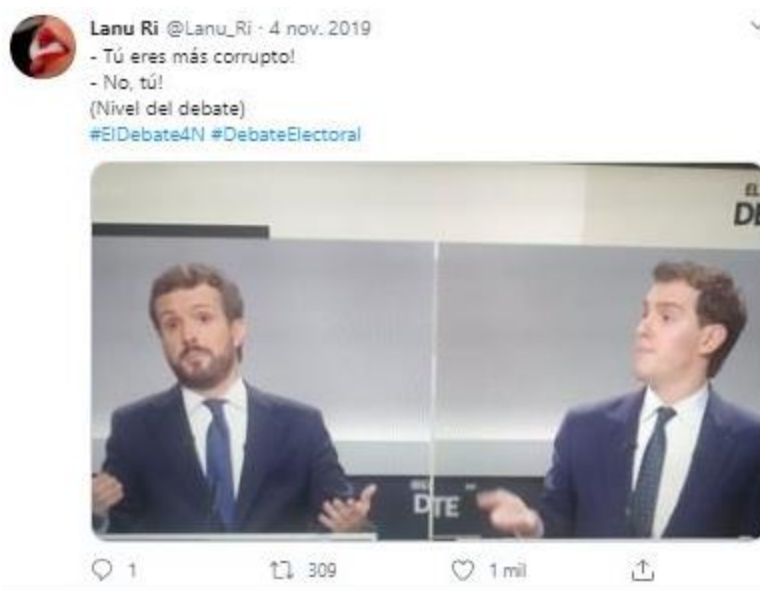 Lanu Ri @Lanu_Ri · 4 nov. 2019
- Tú eres más corrupto!
- No, tú!
(Nivel del debate)
#ElDebate4N #DebateElectoral
EL
DE
DTE
1 309 1 mil